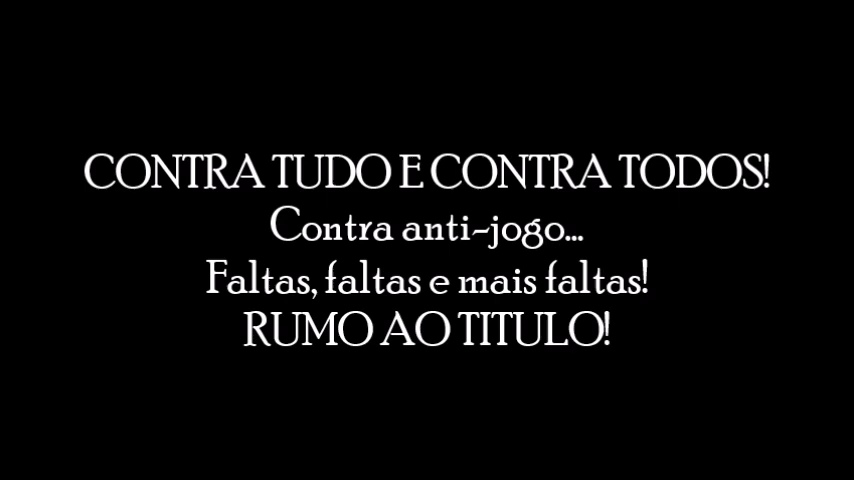 CONTRA TUDO E CONTRA TODOS!
Contra anti-jogo...
Faltas, faltas e mais faltas!
RUMO AO TITULO!